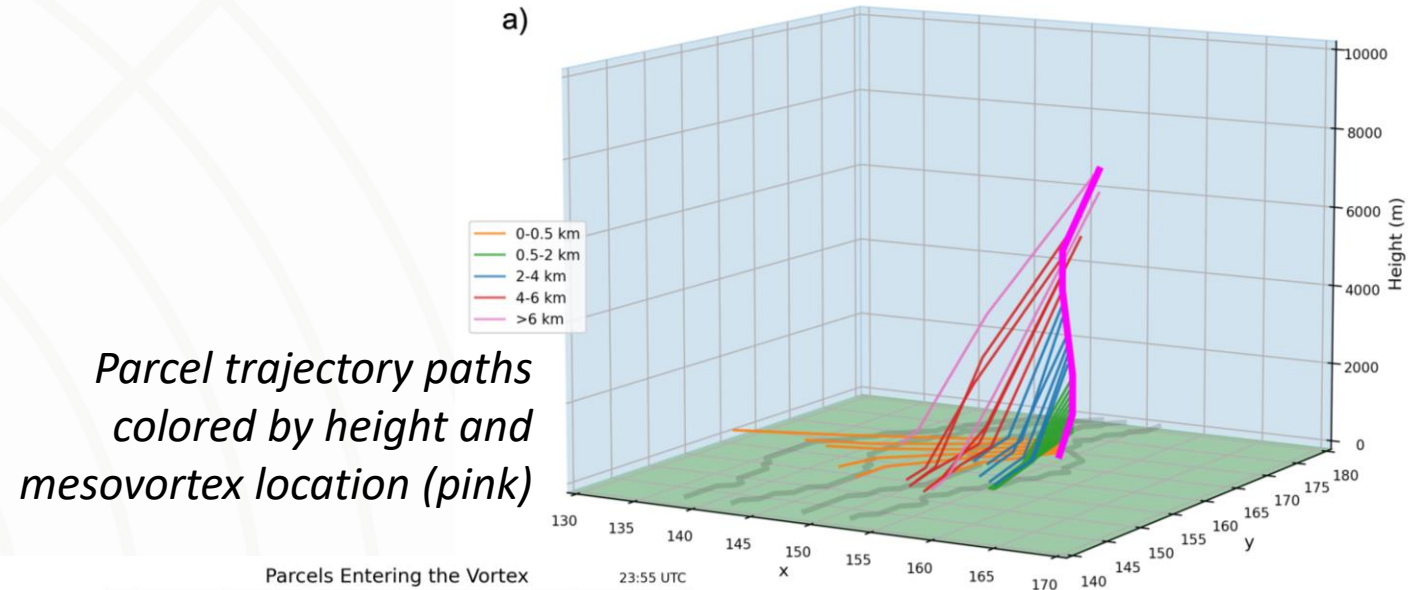 a)
10000
8000
6000
4000
2000
0
Height (m)
0-0.5 km
0.5-2 km
2-4 km
4-6 km
>6 km
Parcel trajectory paths
colored by height and
mesovortex location (pink)
130
135
140
145
150
155
160
165
170
x
140
145
150
155
160
165
170
175
180
y
Parcels Entering the Vortex
23:55 UTC